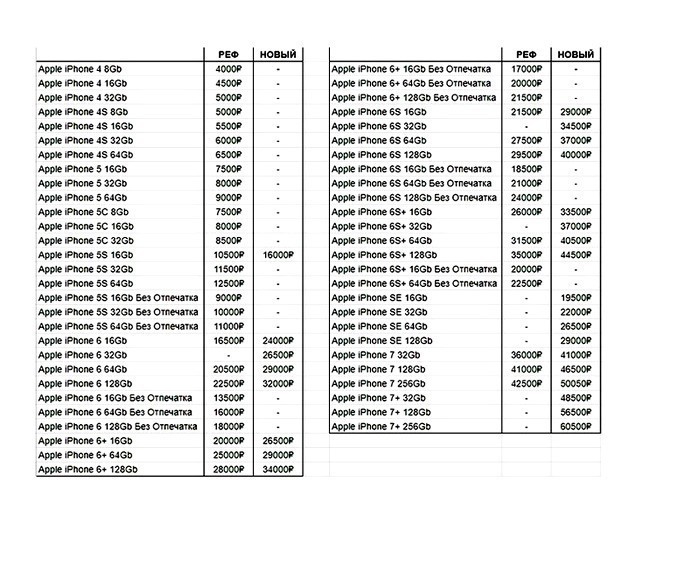 РЕФ НОВЫЙ
Apple iPhone 4 8Gb 4000₽ -
Apple iPhone 4 16Gb 4500₽ -
Apple iPhone 4 32Gb 5000₽ -
Apple iPhone 4S 8Gb 5000₽ -
Apple iPhone 4S 16Gb 5500₽ -
Apple iPhone 4S 32Gb 6000₽ -
Apple iPhone 4S 64Gb 6500₽ -
Apple iPhone 5 16Gb 7500₽ -
Apple iPhone 5 32Gb 8000₽ -
Apple iPhone 5 64Gb 9000₽ -
Apple iPhone 5C 8Gb 7500₽ -
Apple iPhone 5C 16Gb 8000₽ -
Apple iPhone 5C 32Gb 8500₽ -
Apple iPhone 5S 16Gb 10500₽ 16000₽
Apple iPhone 5S 32Gb 11500₽ -
Apple iPhone 5S 64Gb 12500₽ -
Apple iPhone 5S 16Gb Без Отпечатка 9000₽ -
Apple iPhone 5S 32Gb Без Отпечатка 10000₽ -
Apple iPhone 5S 64Gb Без Отпечатка 11000₽ -
Apple iPhone 6 16Gb 16500₽ 24000₽
Apple iPhone 6 32Gb - 26500₽
Apple iPhone 6 64Gb 20500₽ 29000₽
Apple iPhone 6 128Gb 22500₽ 32000₽
Apple iPhone 6 16Gb Без Отпечатка 13500₽ -
Apple iPhone 6 64Gb Без Отпечатка 16000₽ -
Apple iPhone 6 128Gb Без Отпечатка 18000₽ -
Apple iPhone 6+ 16Gb 20000₽ 26500₽
Apple iPhone 6+ 64Gb 25000₽ 29000₽
Apple iPhone 6+ 128Gb 28000₽ 34000₽
РЕФ НОВЫЙ
Apple iPhone 6+ 16Gb Без Отпечатка 17000₽ -
Apple iPhone 6+ 64Gb Без Отпечатка 20000₽ -
Apple iPhone 6+ 128Gb Без Отпечатка 21500₽ -
Apple iPhone 6S 16Gb 21500₽ 29000₽
Apple iPhone 6S 32Gb - 34500₽
Apple iPhone 6S 64Gb 27500₽ 37000₽
Apple iPhone 6S 128Gb 29500₽ 40000₽
Apple iPhone 6S 16Gb Без Отпечатка 18500₽ -
Apple iPhone 6S 64Gb Без Отпечатка 21000₽ -
Apple iPhone 6S 128Gb Без Отпечатка 24000₽ -
Apple iPhone 6S+ 16Gb 26000₽ 33500₽
Apple iPhone 6S+ 32Gb - 37000₽
Apple iPhone 6S+ 64Gb 31500₽ 40500₽
Apple iPhone 6S+ 128Gb 35000₽ 44500₽
Apple iPhone 6S+ 16Gb Без Отпечатка 20000₽ -
Apple iPhone 6S+ 64Gb Без Отпечатка 22500₽ -
Apple iPhone SE 16Gb - 19500₽
Apple iPhone SE 32Gb - 22000₽
Apple iPhone SE 64Gb - 26500₽
Apple iPhone SE 128Gb - 29000₽
Apple iPhone 7 32Gb 36000₽ 41000₽
Apple iPhone 7 128Gb 41000₽ 46500₽
Apple iPhone 7 256Gb 42500₽ 50050₽
Apple iPhone 7+ 32Gb - 48500₽
Apple iPhone 7+ 128Gb - 56500₽
Apple iPhone 7+ 256Gb - 60500₽